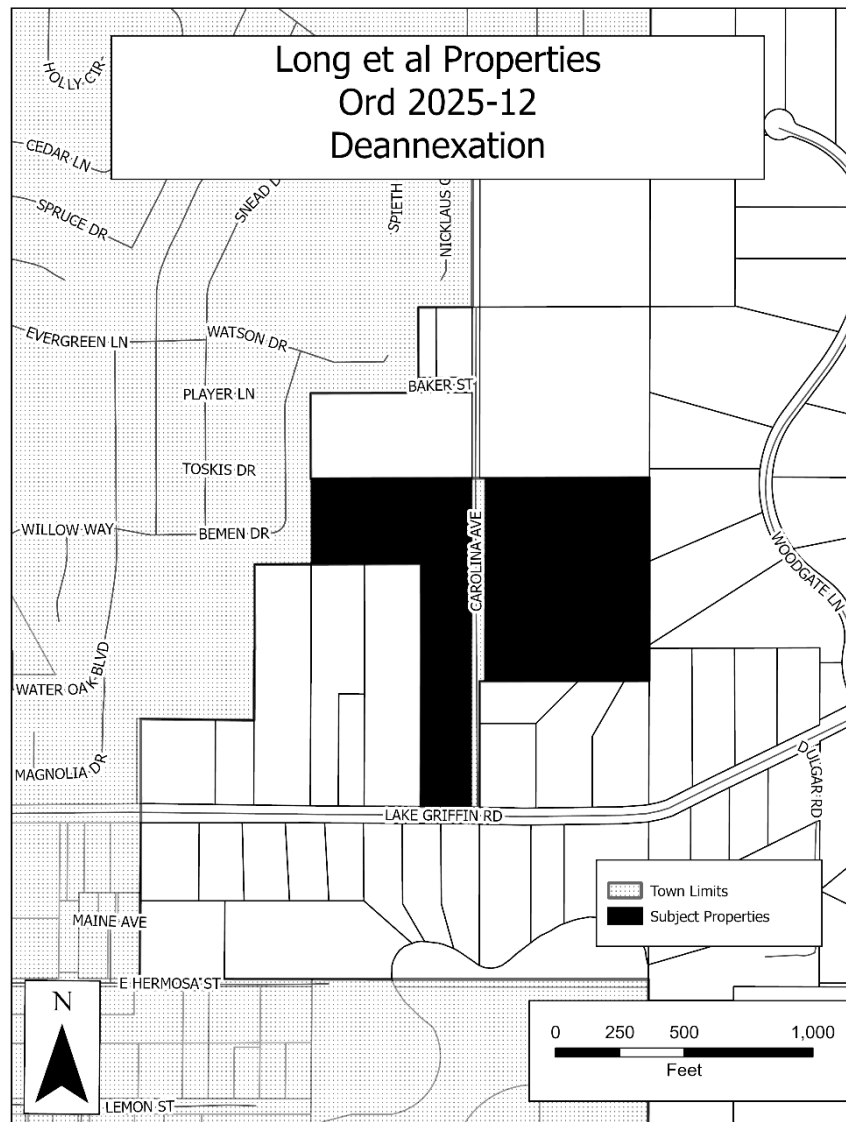 Long et al Properties
Ord 2025-12
Deannexation
HOLLY CIR
CEDAR LN
SPRUCE DR
SNEAD
SPIETH
NICKLAUS
EVERGREEN LN
WATSON DR
BAKER ST
PLAYER LN
TOSKIS DR
WILLOW WAY
BEMEN DR
CAROLINA AVE
WOODGATE LN
WATER OAK BLVD
MAGNOLIA DR
DULGAR RD
LAKE GRIFFIN RD
Town Limits
Subject Properties
MAINE AVE
E HERMOSA ST
N
0 250 500 1,000
Feet
LEMON ST